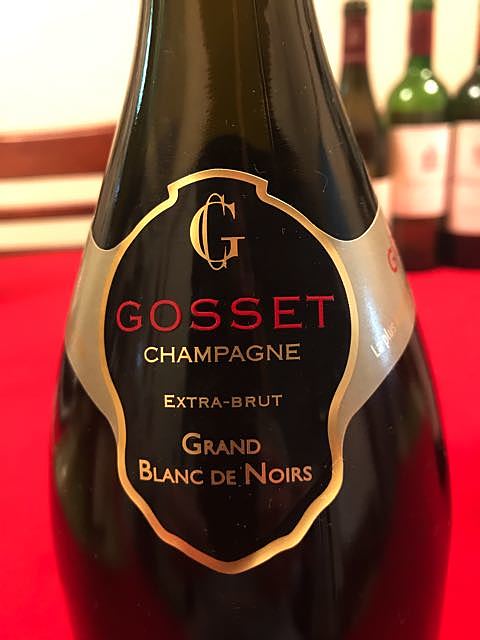 G
GOSSET
CHAMPAGNE
EXTRA-BRUT
GRAND
BLANC DE NOIRS